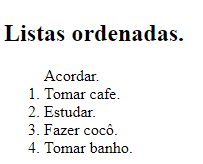 Listas ordenadas.
Acordar.
1. Tomar cafe.
2. Estudar.
3. Fazer cocô.
4. Tomar banho.